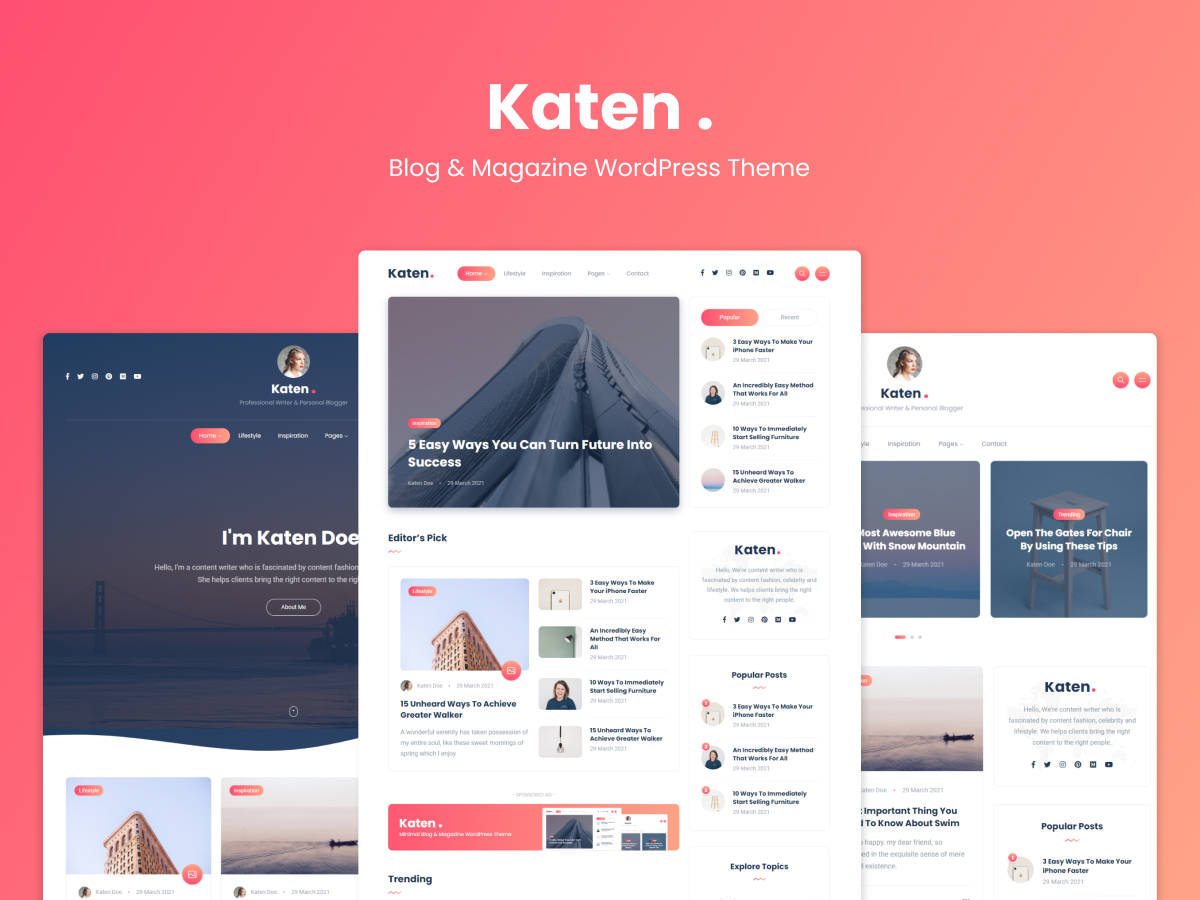 Katen .
Blog & Magazine WordPress Theme
Katen.
Home
Lifestyle
Inspiration
Pages
Contact
Inspiration
5 Easy Ways You Can Turn Future Into
Success
Katen Doe • 29 March 2021
Popular
Recent
3 Easy Ways To Make Your
iPhone Faster
29 March 2021
An Incredibly Easy Method
That Works For All
29 March 2021
10 Ways To Immediately
Start Selling Furniture
29 March 2021
15 Unheard Ways To
Achieve Greater Walker
29 March 2021
Editor's Pick
Lifestyle
Katen Doe • 29 March 2021
15 Unheard Ways To Achieve
Greater Walker
A wonderful serenity has taken possession of
my entire soul, like these sweet mornings of
spring which I enjoy
3 Easy Ways To Make
Your iPhone Faster
29 March 2021
An Incredibly Easy
Method That Works For
All
29 March 2021
10 Ways To Immediately
Start Selling Furniture
29 March 2021
15 Unheard Ways To
Achieve Greater Walker
29 March 2021
- SPONSORED AD -
Katen .
Minimal Blog & Magazine WordPress Theme
Trending
Katen.
Hello, We're content writer who is
fascinated by content fashion, celebrity and
lifestyle. We helps clients bring the right
content to the right people.
Popular Posts
1
3 Easy Ways To Make Your
iPhone Faster
29 March 2021
2
An Incredibly Easy Method
That Works For All
29 March 2021
3
10 Ways To Immediately
Start Selling Furniture
29 March 2021
Explore Topics
Katen .
Professional Writer & Personal Blogger
Home
Lifestyle
Inspiration
Pages
I'm Katen Doe
Hello, I'm a content writer who is fascinated by content fashion
She helps clients bring the right content to the rig
About Me
Lifestyle
Katen Doe • 29 March 2021
Inspiration
Katen Doe • 29 March 2021
Katen .
ssional Writer & Personal Blogger
yle
Inspiration
Pages
Contact
Inspiration
Most Awesome Blue
With Snow Mountain
Katen Doe • 29 March 2021
Trending
Open The Gates For Chair
By Using These Tips
Katen Doe • 29 March 2021
on
Katen Doe • 29 March 2021
t Important Thing You
d To Know About Swim
o happy, my dear friend, so
bed in the exquisite sense of mere
l existence.
Katen.
Hello, We're content writer who is
fascinated by content fashion, celebrity and
lifestyle. We helps clients bring the right
content to the right people.
Popular Posts
1
3 Easy Ways To Make Your
iPhone Faster
29 March 2021